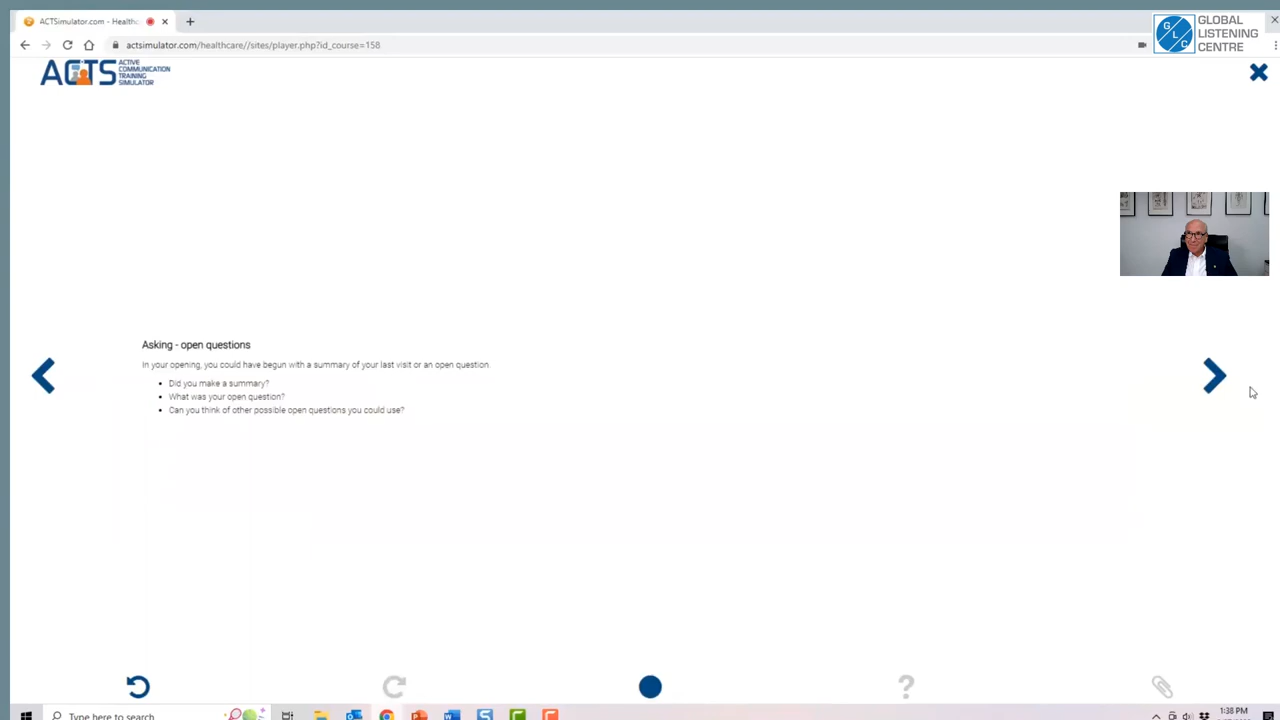 ACTSimulator.com - Health
actsimulator.com/healthcare//sites/player.php?id_course=158
GLC
GLOBAL
LISTENING
CENTRE
ACTS
ACTIVE
COMMUNICATION
TRAINING
SIMULATOR
Asking - open questions
In your opening, you could have begun with a summary of your last visit or an open question.
• Did you make a summary?
• What was your open question?
• Can you think of other possible open questions you could use?
?
Type here to search
1:38 PM